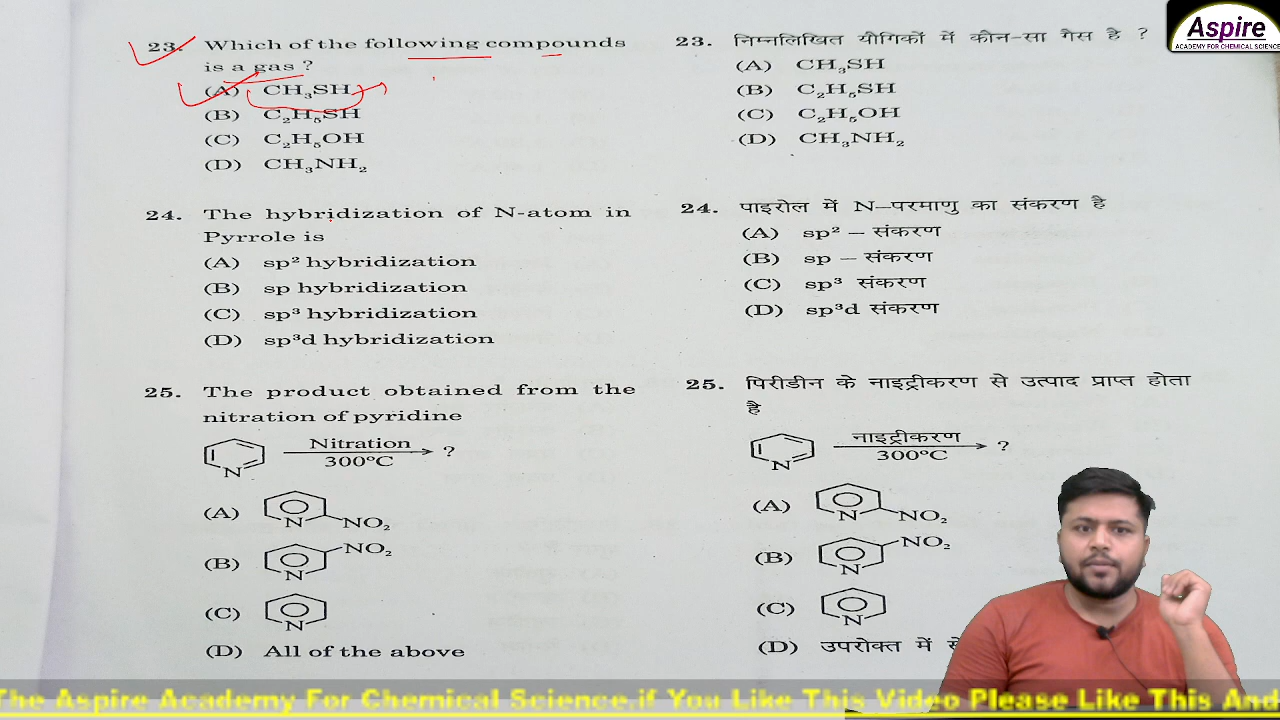 23. Which of the following compounds
is a gas ?
(A) CH₃SH
(B) C₂H₅SH
(C) C₂H₅OH
(D) CH₃NH₂
24. The hybridization of N-atom in
Pyrrole is
(A) sp² hybridization
(B) sp hybridization
(C) sp³ hybridization
(D) sp³d hybridization
25. The product obtained from the
nitration of pyridine
N
Nitration
300°C
?
(A) N NO₂
(B) N NO₂
(C) N
(D) All of the above
23. निम्नलिखित यौगिकों में कौन-सा गैस है ?
(A) CH₃SH
(B) C₂H₅SH
(C) C₂H₅OH
(D) CH₃NH₂
24. पाइरोल में N–परमाणु का संकरण है
(A) sp² – संकरण
(B) sp – संकरण
(C) sp³ संकरण
(D) sp³d संकरण
25. पिरीडीन के नाइट्रीकरण से उत्पाद प्राप्त होता
है
N
नाइट्रीकरण
300°C
?
(A) N NO₂
(B) N NO₂
(C) N
(D) उपरोक्त में
Aspire
ACADEMY FOR CHEMICAL SCIENCE
The Aspire Academy For Chemical Science.if You Like This Video Please Like This And